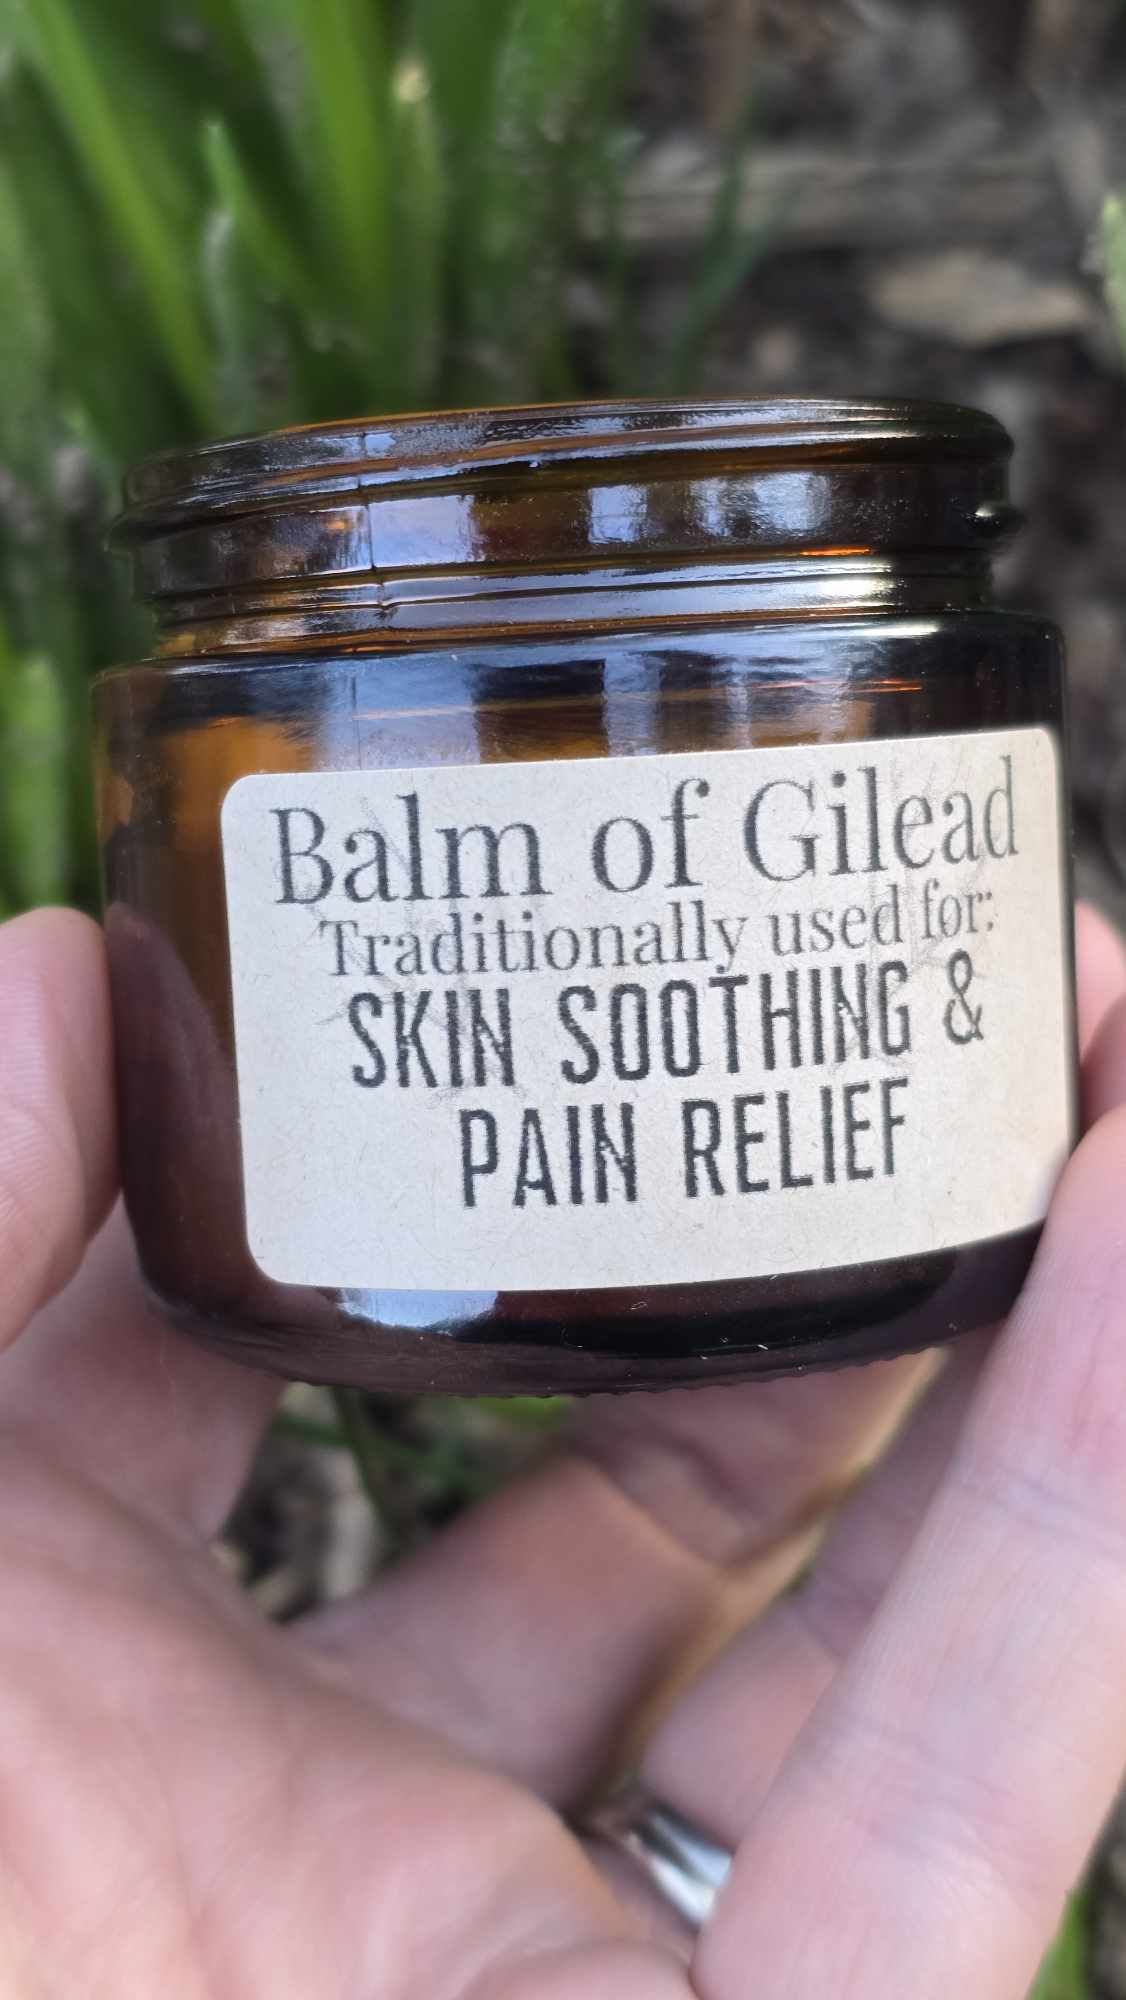 Balm of Gilead
Traditionally used for:
SKIN SOOTHING &
PAIN RELIEF